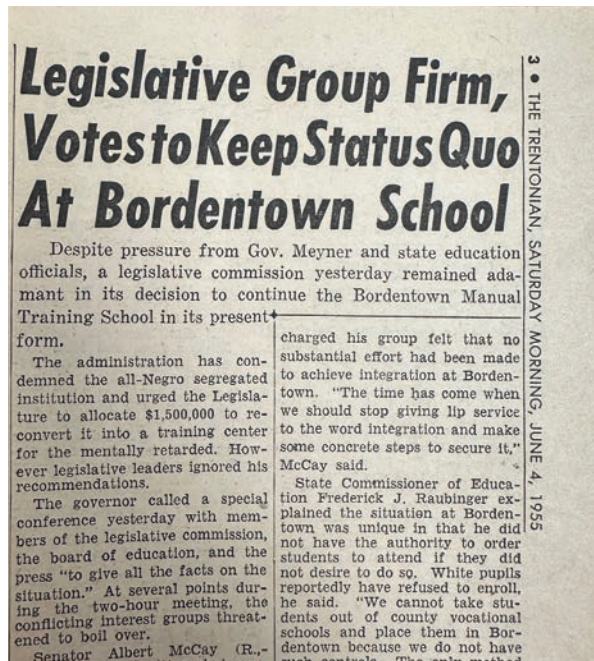 Legislative Group Firm,
Votes to Keep Status Quo
At Bordentown School
Despite pressure from Gov. Meyner and state education
officials, a legislative commission yesterday remained ada-
mant in its decision to continue the Bordentown Manual
Training School in its present
form.
The administration has con-
demned the all-Negro segregated
institution and urged the Legisla-
ture to allocate $1,500,000 to re-
convert it into a training center
for the mentally retarded. How-
ever legislative leaders ignored his
recommendations.
The governor called a special
conference yesterday with mem-
bers of the legislative commission,
the board of education, and the
press "to give all the facts on the
situation." At several points dur-
ing the two-hour meeting, the
conflicting interest groups threat-
ened to boil over.
Senator Albert McCay (R.,-
charged his group felt that no
substantial effort had been made
to achieve integration at Borden-
town. "The time has come when
we should stop giving lip service
to the word integration and make
some concrete steps to secure it,"
McCay said.
State Commissioner of Educa-
tion Frederick J. Raubinger ex-
plained the situation at Borden-
town was unique in that he did
not have the authority to order
students to attend if they did
not desire to do so. White pupils
reportedly have refused to enroll,
he said. "We cannot take stu-
dents out of county vocational
schools and place them in Bor-
dentown because we do not have
such controls. The only
3 • THE TRENTONIAN, SATURDAY MORNING, JUNE 4, 1955